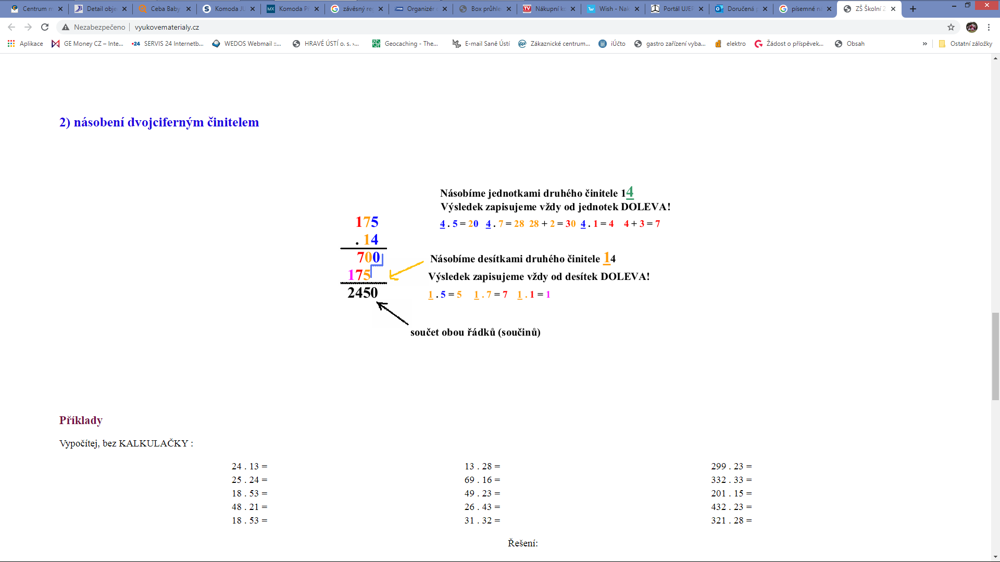 Centrum m Detail obje Ceba Baby Komoda JU Komoda Př závěsný reg Organizér Box průhle Nákupní ko Wish - Nak Portál UJEP Doručená p písemné ná ZŠ Školní 2
Nezabezpečeno vyukovematerialy.cz
Aplikace GE Money CZ – Inte... SERVIS 24 Internetb... WEDOS Webmail ::... HRAVÉ ÚSTÍ o. s. ›... Geocaching - The... E-mail Saně Ústí Zákaznické centrum... iÚčto gastro zařízení vyba... elektro Žádost o příspěvek... Obsah » Ostatní záložky
2) násobení dvojciferným činitelem
Násobíme jednotkami druhého činitele 14
Výsledek zapisujeme vždy od jednotek DOLEVA!
4 . 5 = 20 4 . 7 = 28 28 + 2 = 30 4 . 1 = 4 4 + 3 = 7
175
. 14
700
175
2450
Násobíme desítkami druhého činitele 14
Výsledek zapisujeme vždy od desítek DOLEVA!
1 . 5 = 5 1 . 7 = 7 1 . 1 = 1
součet obou řádků (součinů)
Příklady
Vypočítej, bez KALKULAČKY :
24 . 13 = 13 . 28 = 299 . 23 =
25 . 24 = 69 . 16 = 332 . 33 =
18 . 53 = 49 . 23 = 201 . 15 =
48 . 21 = 26 . 43 = 432 . 23 =
18 . 53 = 31 . 32 = 321 . 28 =
Řešení: